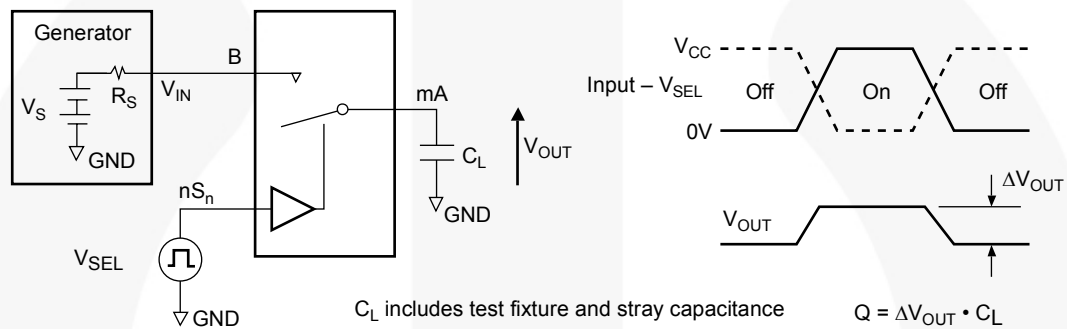 Generator
V_S
R_S
GND
V_IN
B
mA
C_L
V_OUT
GND
nS_n
V_SEL
GND
C_L includes test fixture and stray capacitance
V_CC
Input – V_SEL
0V
Off
On
Off
V_OUT
ΔV_OUT
Q = ΔV_OUT • C_L